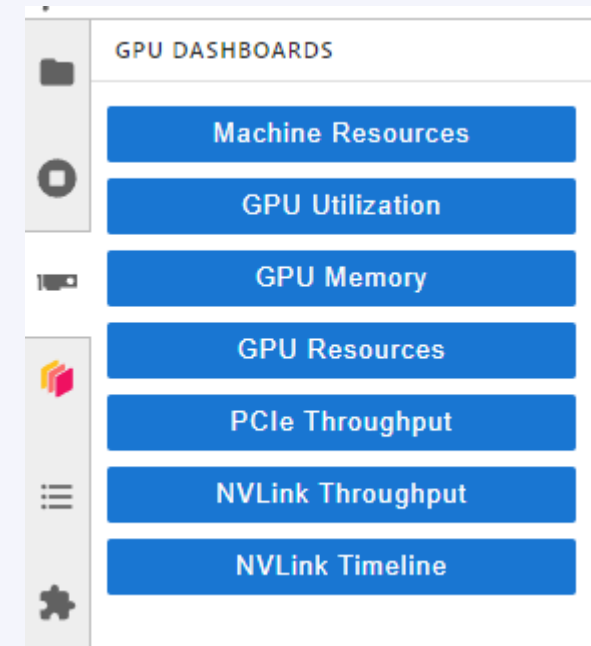 GPU DASHBOARDS
Machine Resources
GPU Utilization
GPU Memory
GPU Resources
PCIe Throughput
NVLink Throughput
NVLink Timeline